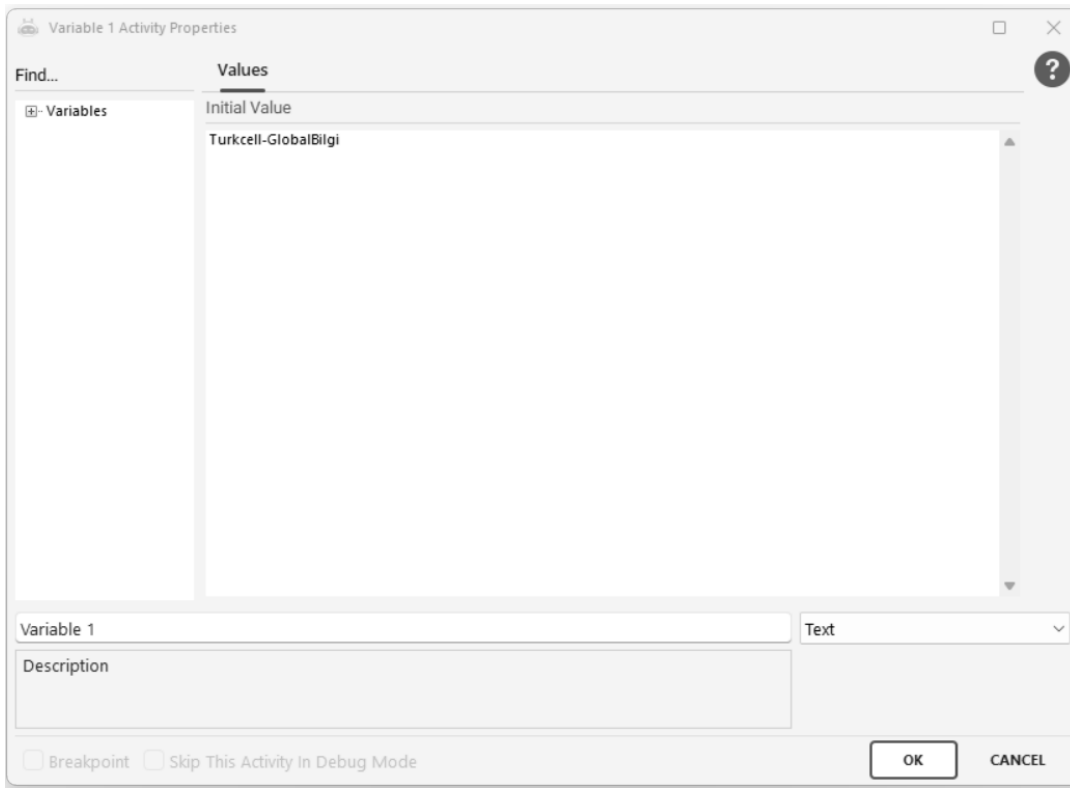 Variable 1 Activity Properties
Find...
Values
?
Variables
Initial Value
Turkcell-GlobalBilgi
Variable 1
Text
Description
Breakpoint
Skip This Activity In Debug Mode
OK
CANCEL